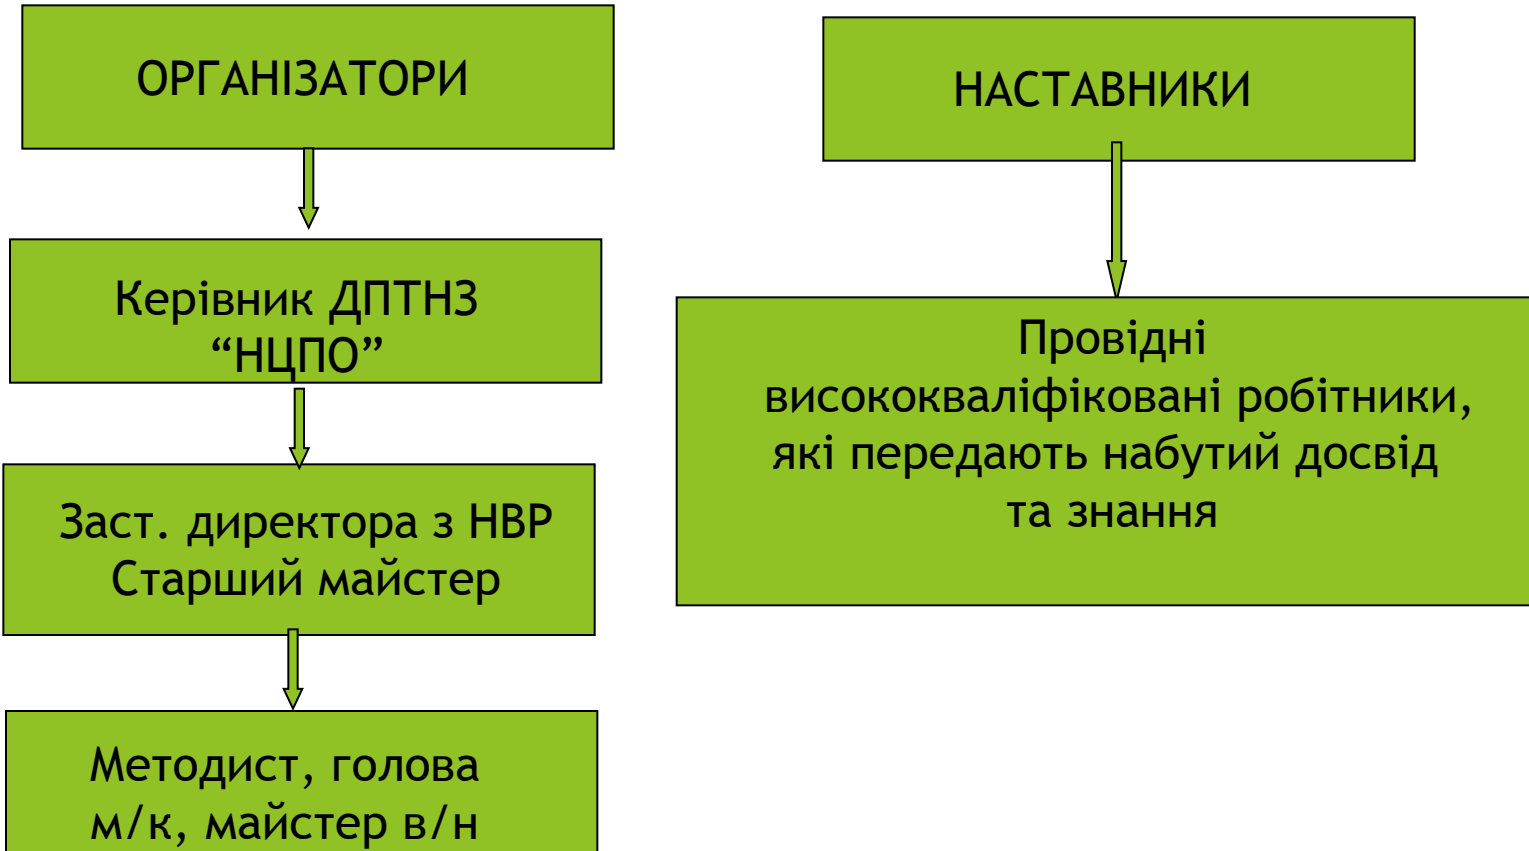 ОРГАНІЗАТОРИ
Керівник ДПТНЗ
“НЦПО”
Заст. директора з НВР
Старший майстер
Методист, голова
м/к, майстер в/н
НАСТАВНИКИ
Провідні
висококваліфіковані робітники,
які передають набутий досвід
та знання